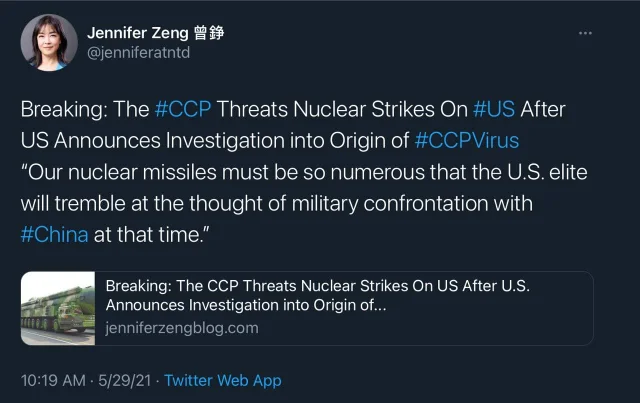 Jennifer Zeng 曾錚
@jenniferatntd
Breaking: The #CCP Threats Nuclear Strikes On #US After
US Announces Investigation into Origin of #CCPVirus
“Our nuclear missiles must be so numerous that the U.S. elite
will tremble at the thought of military confrontation with
#China at that time.”
Breaking: The CCP Threats Nuclear Strikes On US After U.S.
Announces Investigation into Origin of...
jenniferzengblog.com
10:19 AM · 5/29/21 · Twitter Web App